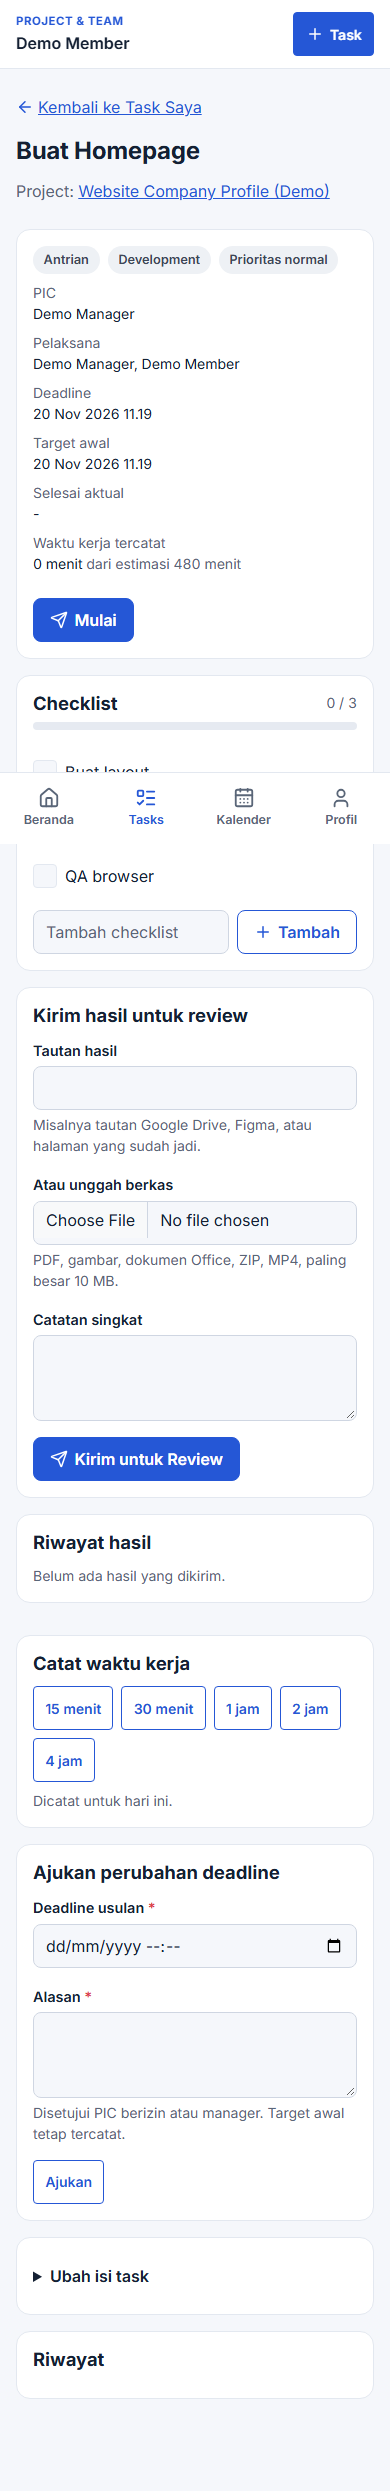 PROJECT & TEAM
Demo Member
+ Task
← Kembali ke Task Saya
Buat Homepage
Project: Website Company Profile (Demo)
Antrian Development Prioritas normal
PIC
Demo Manager
Pelaksana
Demo Manager, Demo Member
Deadline
20 Nov 2026 11.19
Target awal
20 Nov 2026 11.19
Selesai aktual
-
Waktu kerja tercatat
0 menit dari estimasi 480 menit
Mulai
Checklist 0 / 3
Buat layout
Beranda Tasks Kalender Profil
QA browser
Tambah checklist + Tambah
Kirim hasil untuk review
Tautan hasil
Misalnya tautan Google Drive, Figma, atau
halaman yang sudah jadi.
Atau unggah berkas
Choose File No file chosen
PDF, gambar, dokumen Office, ZIP, MP4, paling
besar 10 MB.
Catatan singkat
Kirim untuk Review
Riwayat hasil
Belum ada hasil yang dikirim.
Catat waktu kerja
15 menit 30 menit 1 jam 2 jam
4 jam
Dicatat untuk hari ini.
Ajukan perubahan deadline
Deadline usulan *
dd/mm/yyyy --:--
Alasan *
Disetujui PIC berizin atau manager. Target awal
tetap tercatat.
Ajukan
▶ Ubah isi task
Riwayat